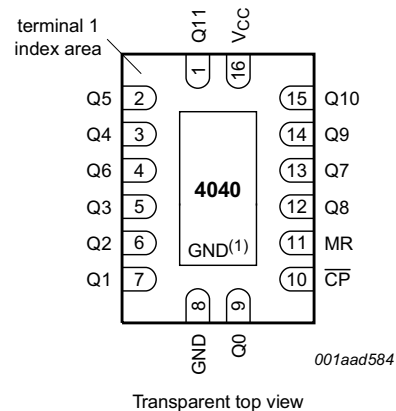 terminal 1
index area
Q11
VCC
1
16
Q5 2
15 Q10
Q4 3
14 Q9
Q6 4
13 Q7
Q3 5
12 Q8
Q2 6
11 MR
Q1 7
10 C̅P̅
4040
GND(1)
8
9
GND
Q0
001aad584
Transparent top view